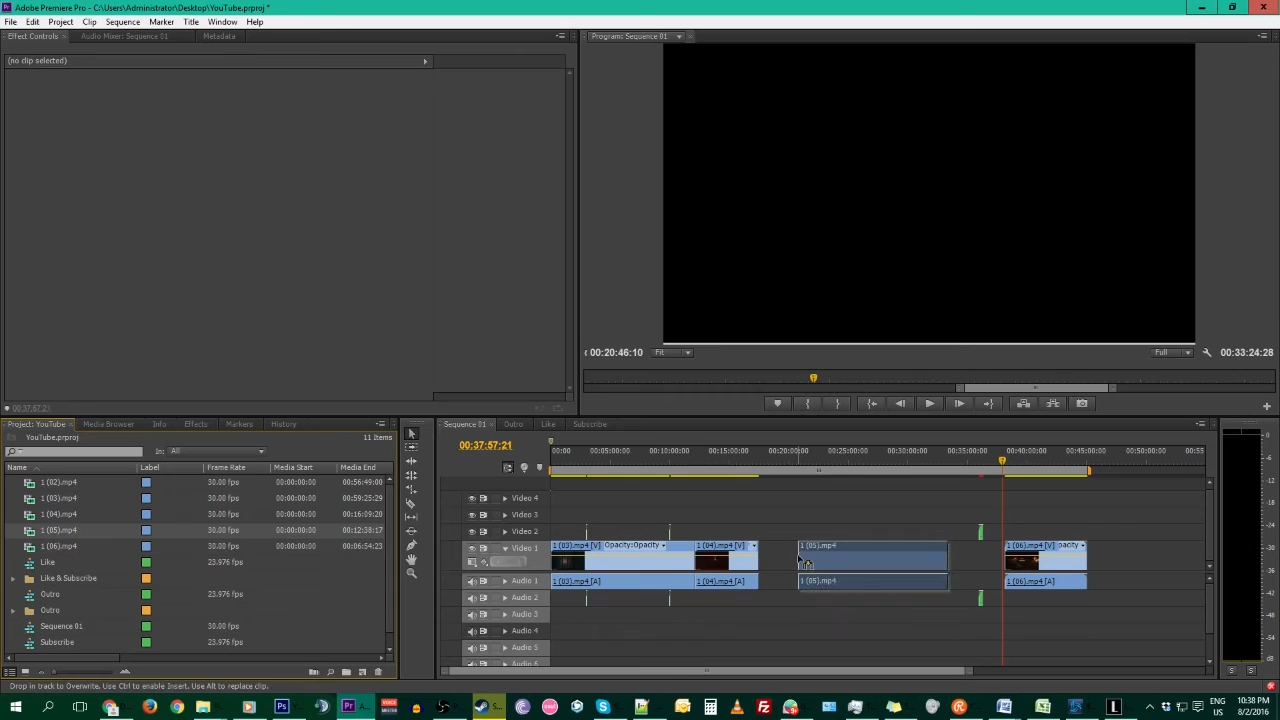 Adobe Premiere Pro - C:\Users\Administrator\Desktop\YouTube.prproj *
File Edit Project Clip Sequence Marker Title Window Help
Effect Controls Audio Mixer: Sequence 01 Metadata
Program: Sequence 01
(no clip selected)
00:20:46:10 Fit Full 00:33:24:28
00:37:57:21
Project: YouTube Media Browser Info Effects Markers History
YouTube.prproj 11 Items
In: All
Name Label Frame Rate Media Start Media End
1 (02).mp4 30.00 fps 00:00:00:00 00:56:49:00
1 (03).mp4 30.00 fps 00:00:00:00 00:59:25:29
1 (04).mp4 30.00 fps 00:00:00:00 00:16:09:20
1 (05).mp4 30.00 fps 00:00:00:00 00:12:38:17
1 (06).mp4 30.00 fps 00:00:00:00 00:06:54:23
Like 23.976 fps
Like & Subscribe
Outro 23.976 fps
Outro
Sequence 01 30.00 fps
Subscribe 23.976 fps
Sequence 01 Outro Like Subscribe
00:37:57:21
00:00 00:05:00:00 00:10:00:00 00:15:00:00 00:20:00:00 00:25:00:00 00:30:00:00 00:35:00:00 00:40:00:00 00:45:00:00 00:50:00:00 00:55
Video 4
Video 3
Video 2
Video 1 1 (03).mp4 [V] Opacity:Opacity 1 (04).mp4 [V] 1 (05).mp4 1 (06).mp4 [V] opacity
Audio 1 1 (03).mp4 [A] 1 (04).mp4 [A] 1 (05).mp4 1 (06).mp4 [A]
Audio 2
Audio 3
Audio 4
Audio 5
Audio 6
Drop in track to Overwrite. Use Ctrl to enable Insert. Use Alt to replace clip.
ENG 10:38 PM
US 8/2/2016